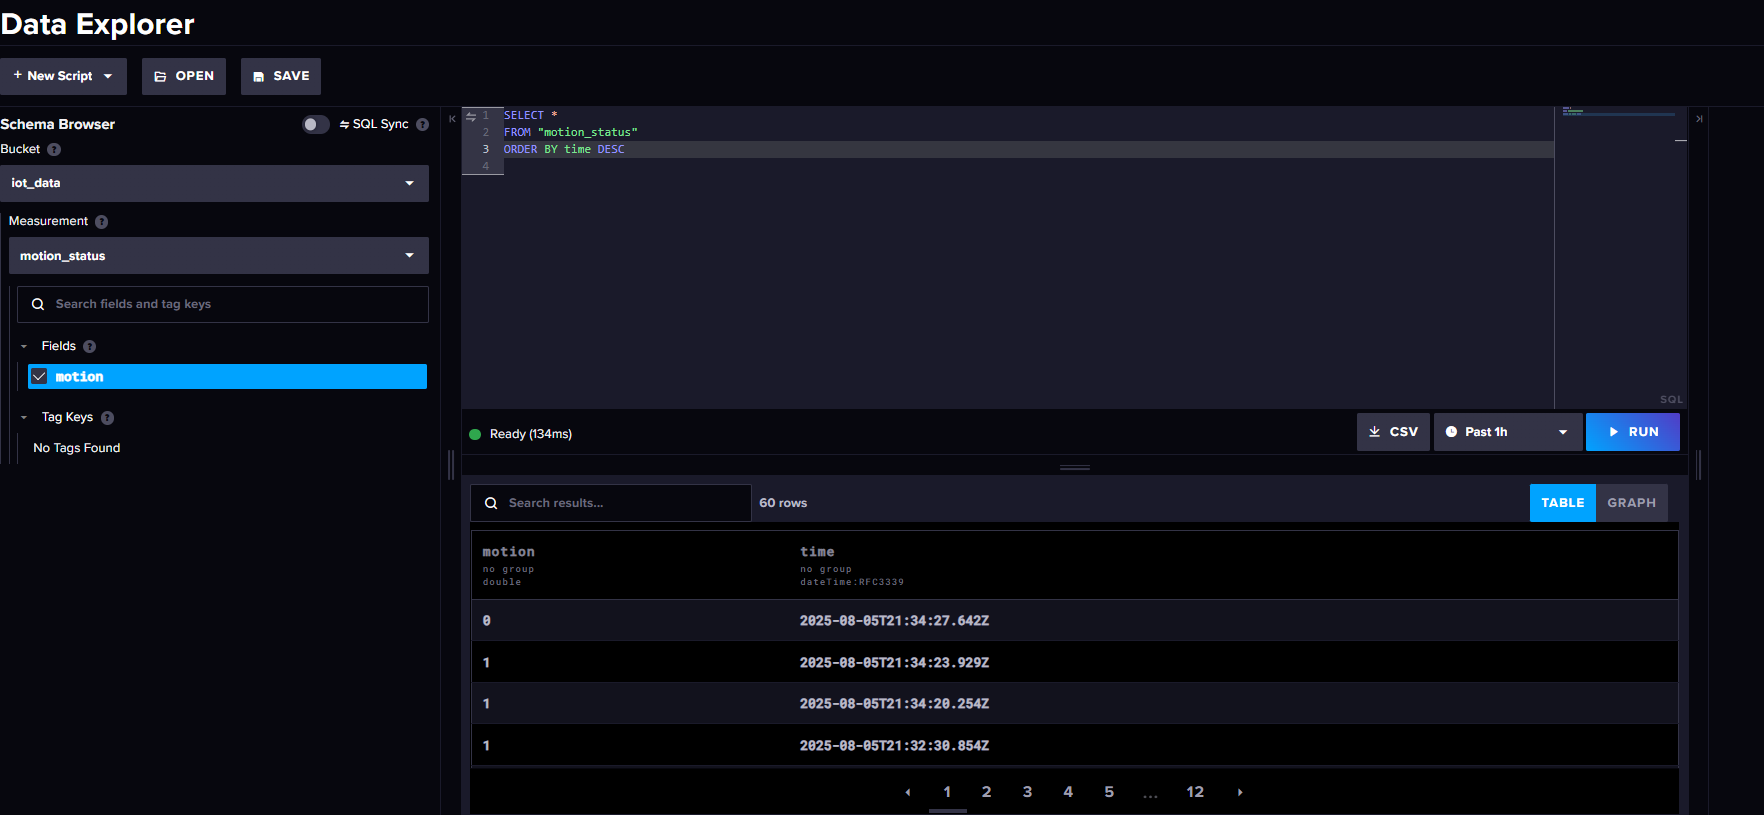 Data Explorer
+ New Script
OPEN
SAVE
Schema Browser
SQL Sync ?
Bucket ?
iot_data
Measurement ?
motion_status
Search fields and tag keys
Fields ?
motion
Tag Keys ?
No Tags Found
1 SELECT *
2 FROM "motion_status"
3 ORDER BY time DESC
4
SQL
Ready (134ms)
CSV
Past 1h
RUN
Search results...
60 rows
TABLE
GRAPH
motion time
no group no group
double dateTime:RFC3339
0 2025-08-05T21:34:27.642Z
1 2025-08-05T21:34:23.929Z
1 2025-08-05T21:34:20.254Z
1 2025-08-05T21:32:30.854Z
1 2 3 4 5 ... 12